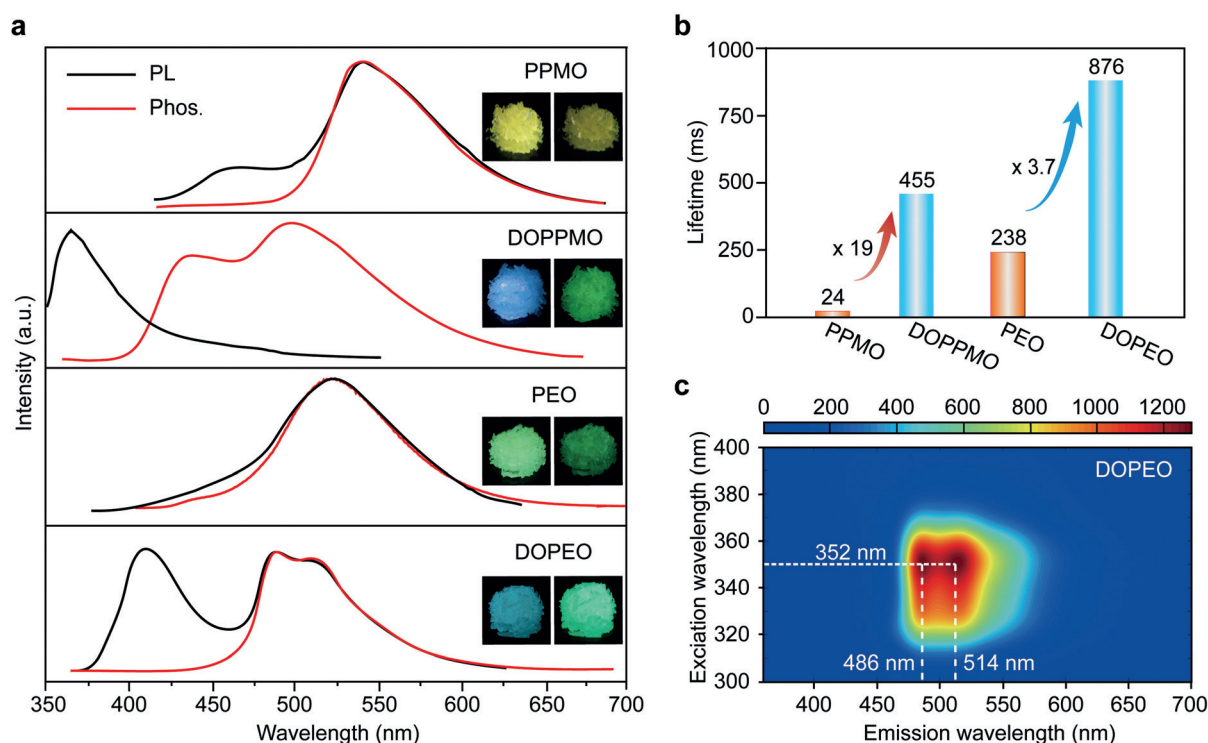 a
PL
Phos.
PPMO
DOPPMO
PEO
DOPEO
Intensity (a.u.)
350 400 450 500 550 600 650 700
Wavelength (nm)
b
1000
750
500
250
0
Lifetime (ms)
24
455
238
876
x 19
x 3.7
PPMO
DOPPMO
PEO
DOPEO
c
0 200 400 600 800 1000 1200
400
380
360
340
320
300
Exciation wavelength (nm)
DOPEO
352 nm
486 nm
514 nm
400 450 500 550 600 650 700
Emission wavelength (nm)